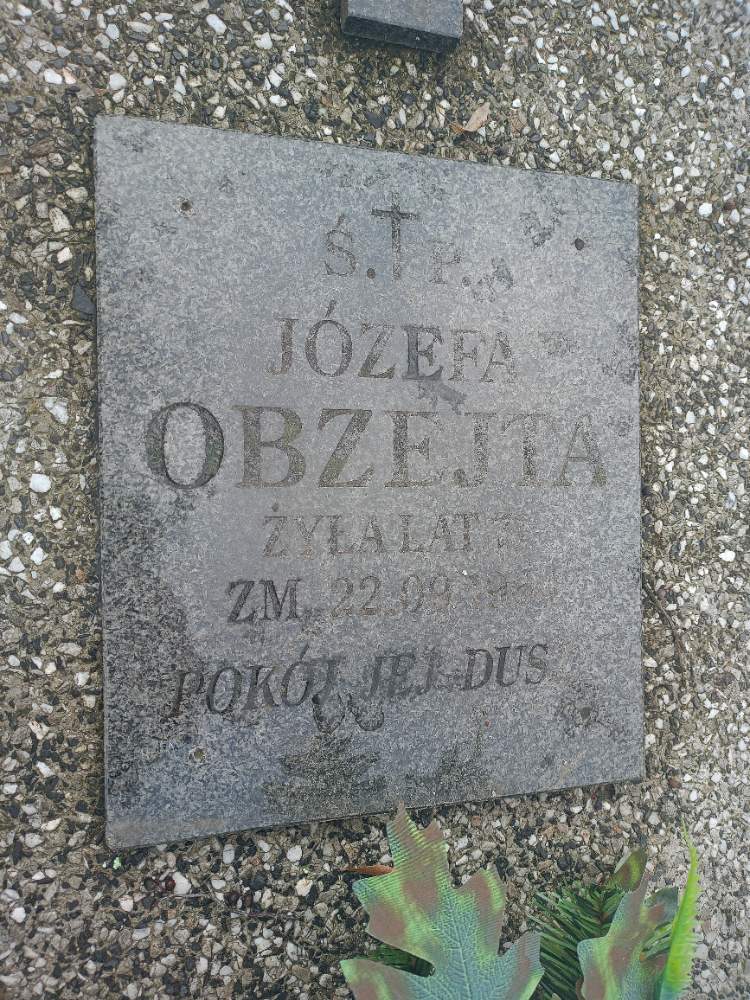 Ś. † P.
JÓZEFA
OBZEJTA
ŻYŁA LAT
ZM. 22.09.
POKÓJ JEJ DUS